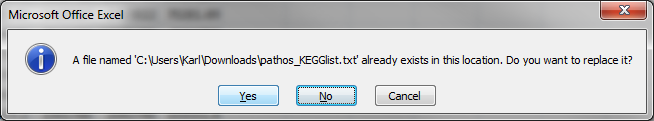 Microsoft Office Excel
A file named 'C:\Users\Karl\Downloads\pathos_KEGGlist.txt' already exists in this location. Do you want to replace it?
Yes
No
Cancel